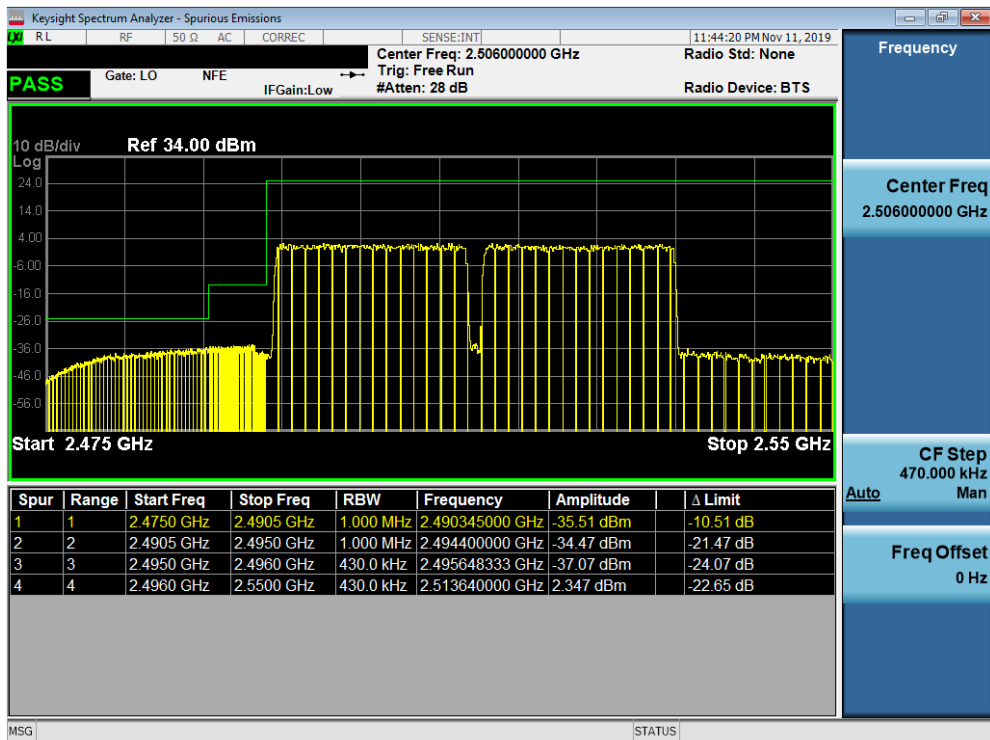 Keysight Spectrum Analyzer - Spurious Emissions
LXI RL RF 50 Ω AC CORREC SENSE:INT 11:44:20 PM Nov 11, 2019
Center Freq: 2.506000000 GHz Radio Std: None
Trig: Free Run
PASS Gate: LO NFE IFGain:Low #Atten: 28 dB Radio Device: BTS
10 dB/div Ref 34.00 dBm
Log
24.0
14.0
4.00
-6.00
-16.0
-26.0
-36.0
-46.0
-56.0
Start 2.475 GHz Stop 2.55 GHz
Spur Range Start Freq Stop Freq RBW Frequency Amplitude Δ Limit
1 1 2.4750 GHz 2.4905 GHz 1.000 MHz 2.490345000 GHz -35.51 dBm -10.51 dB
2 2 2.4905 GHz 2.4950 GHz 1.000 MHz 2.494400000 GHz -34.47 dBm -21.47 dB
3 3 2.4950 GHz 2.4960 GHz 430.0 kHz 2.495648333 GHz -37.07 dBm -24.07 dB
4 4 2.4960 GHz 2.5500 GHz 430.0 kHz 2.513640000 GHz 2.347 dBm -22.65 dB
Frequency
Center Freq
2.506000000 GHz
CF Step
470.000 kHz
Auto Man
Freq Offset
0 Hz
MSG STATUS